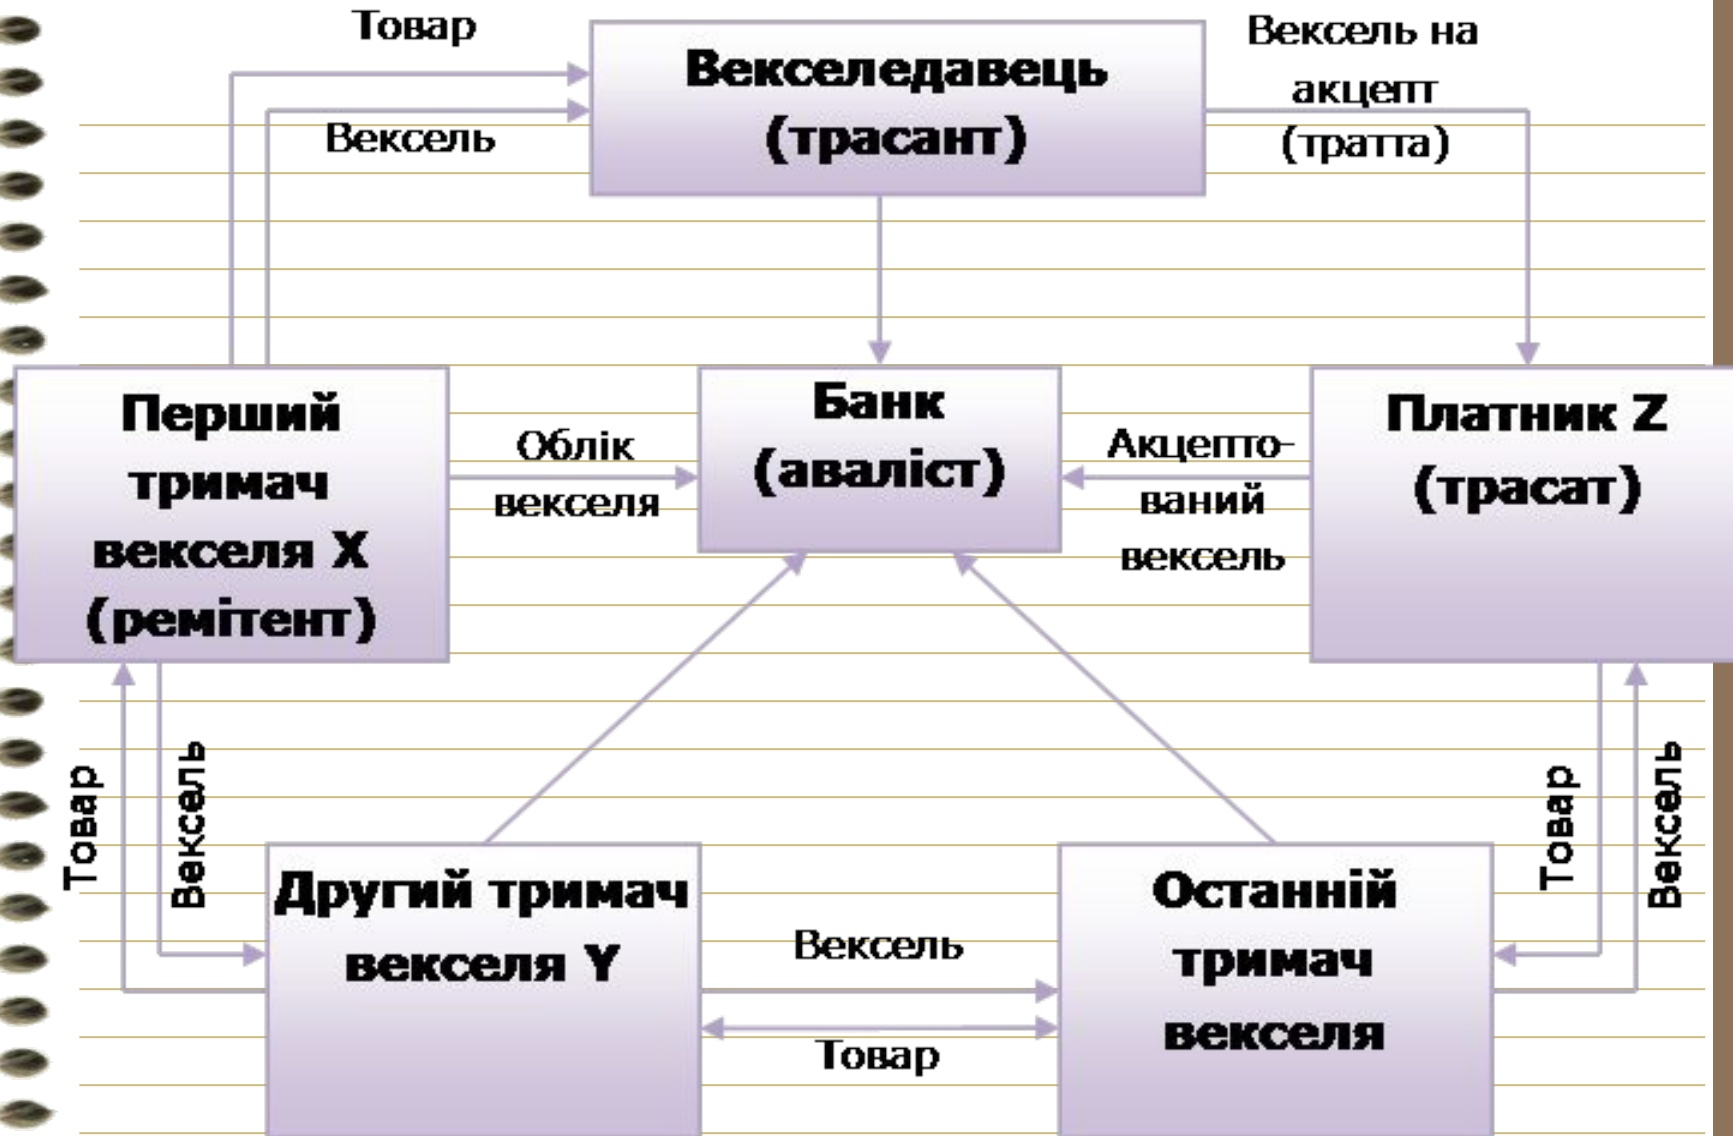 Товар
Векселедавець
(трасант)
Вексель на
акцепт
(тратта)
Вексель
Перший
тримач
векселя X
(ремітент)
Облік
векселя
Банк
(аваліст)
Акцепто-
ваний
вексель
Платник Z
(трасат)
Товар
Вексель
Товар
Вексель
Другий тримач
векселя Y
Вексель
Товар
Останній
тримач
векселя